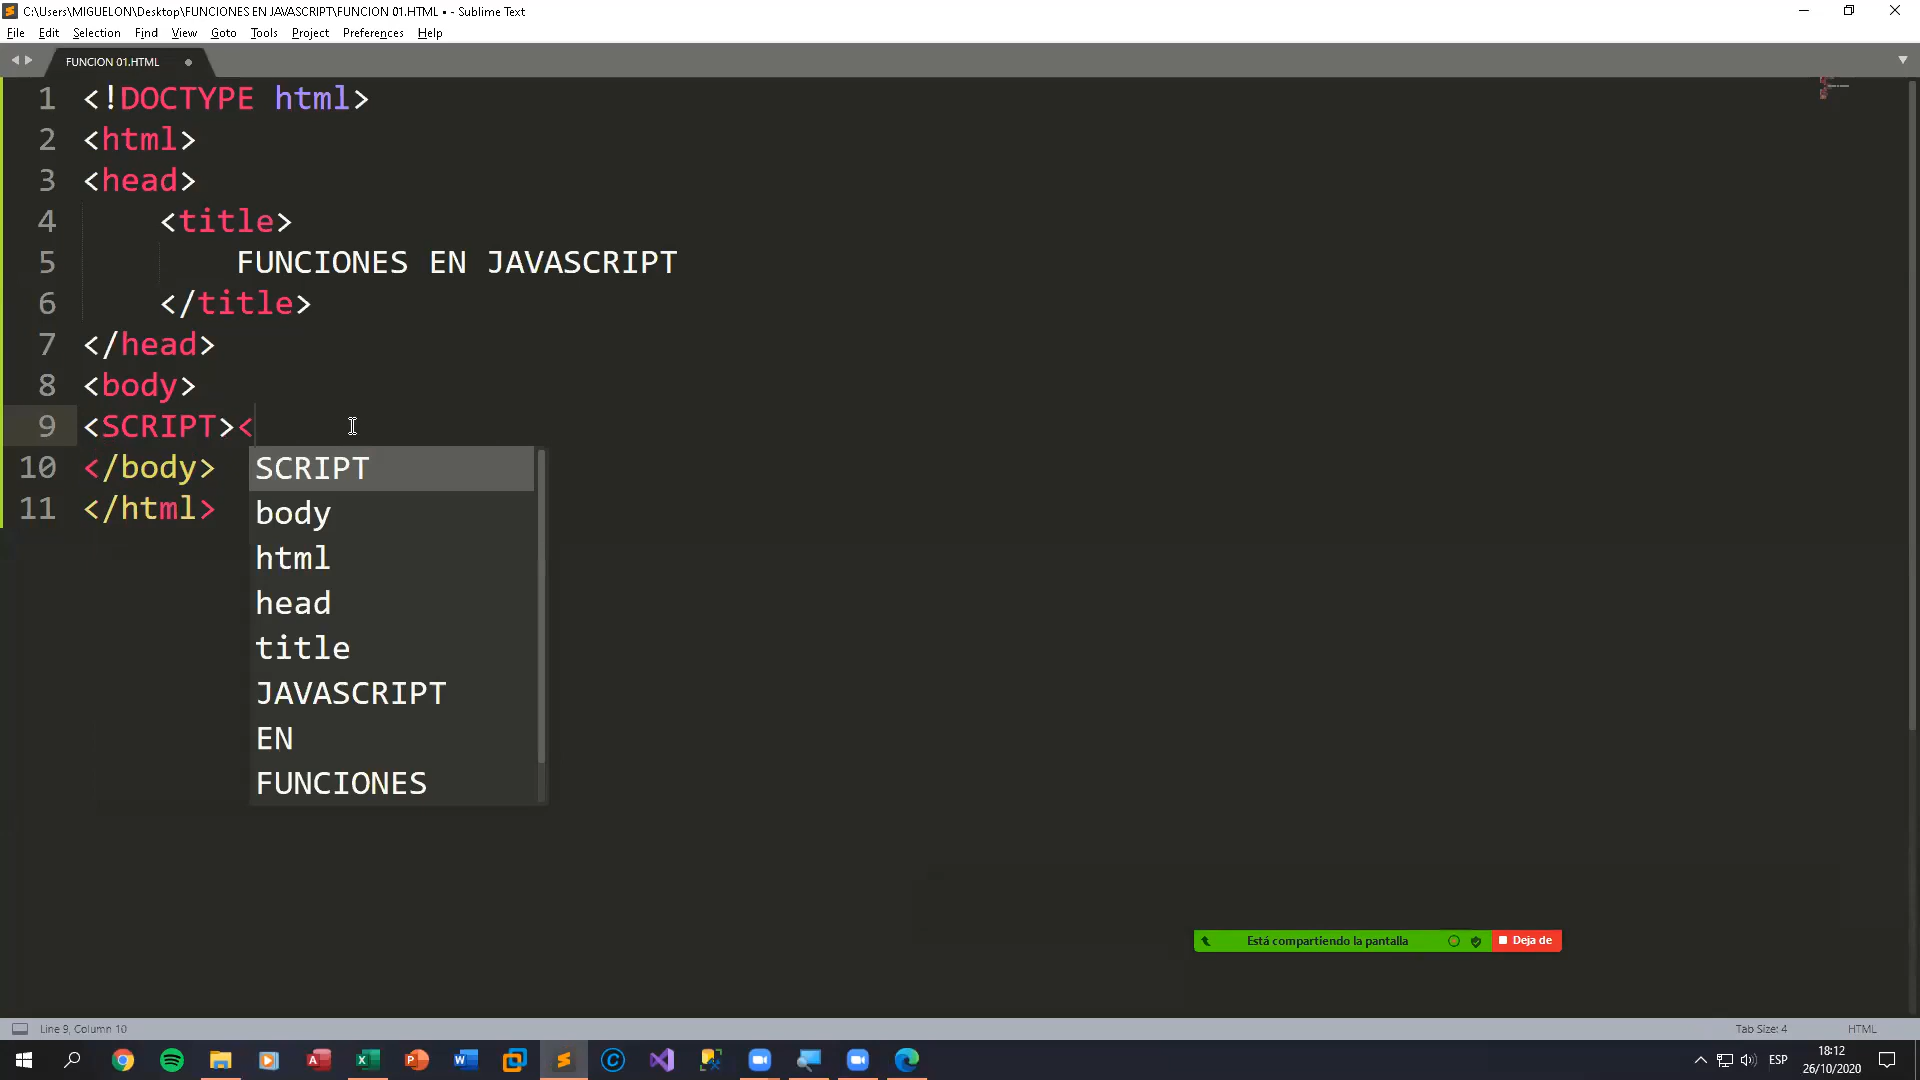 C:\Users\MIGUELON\Desktop\FUNCIONES EN JAVASCRIPT\FUNCION 01.HTML • - Sublime Text
File Edit Selection Find View Goto Tools Project Preferences Help
FUNCION 01.HTML
1 <!DOCTYPE html>
2 <html>
3 <head>
4 <title>
5 FUNCIONES EN JAVASCRIPT
6 </title>
7 </head>
8 <body>
9 <SCRIPT><
10 </body>
11 </html>
SCRIPT
body
html
head
title
JAVASCRIPT
EN
FUNCIONES
Está compartiendo la pantalla Deja de
Line 9, Column 10 Tab Size: 4 HTML
ESP 18:12
26/10/2020